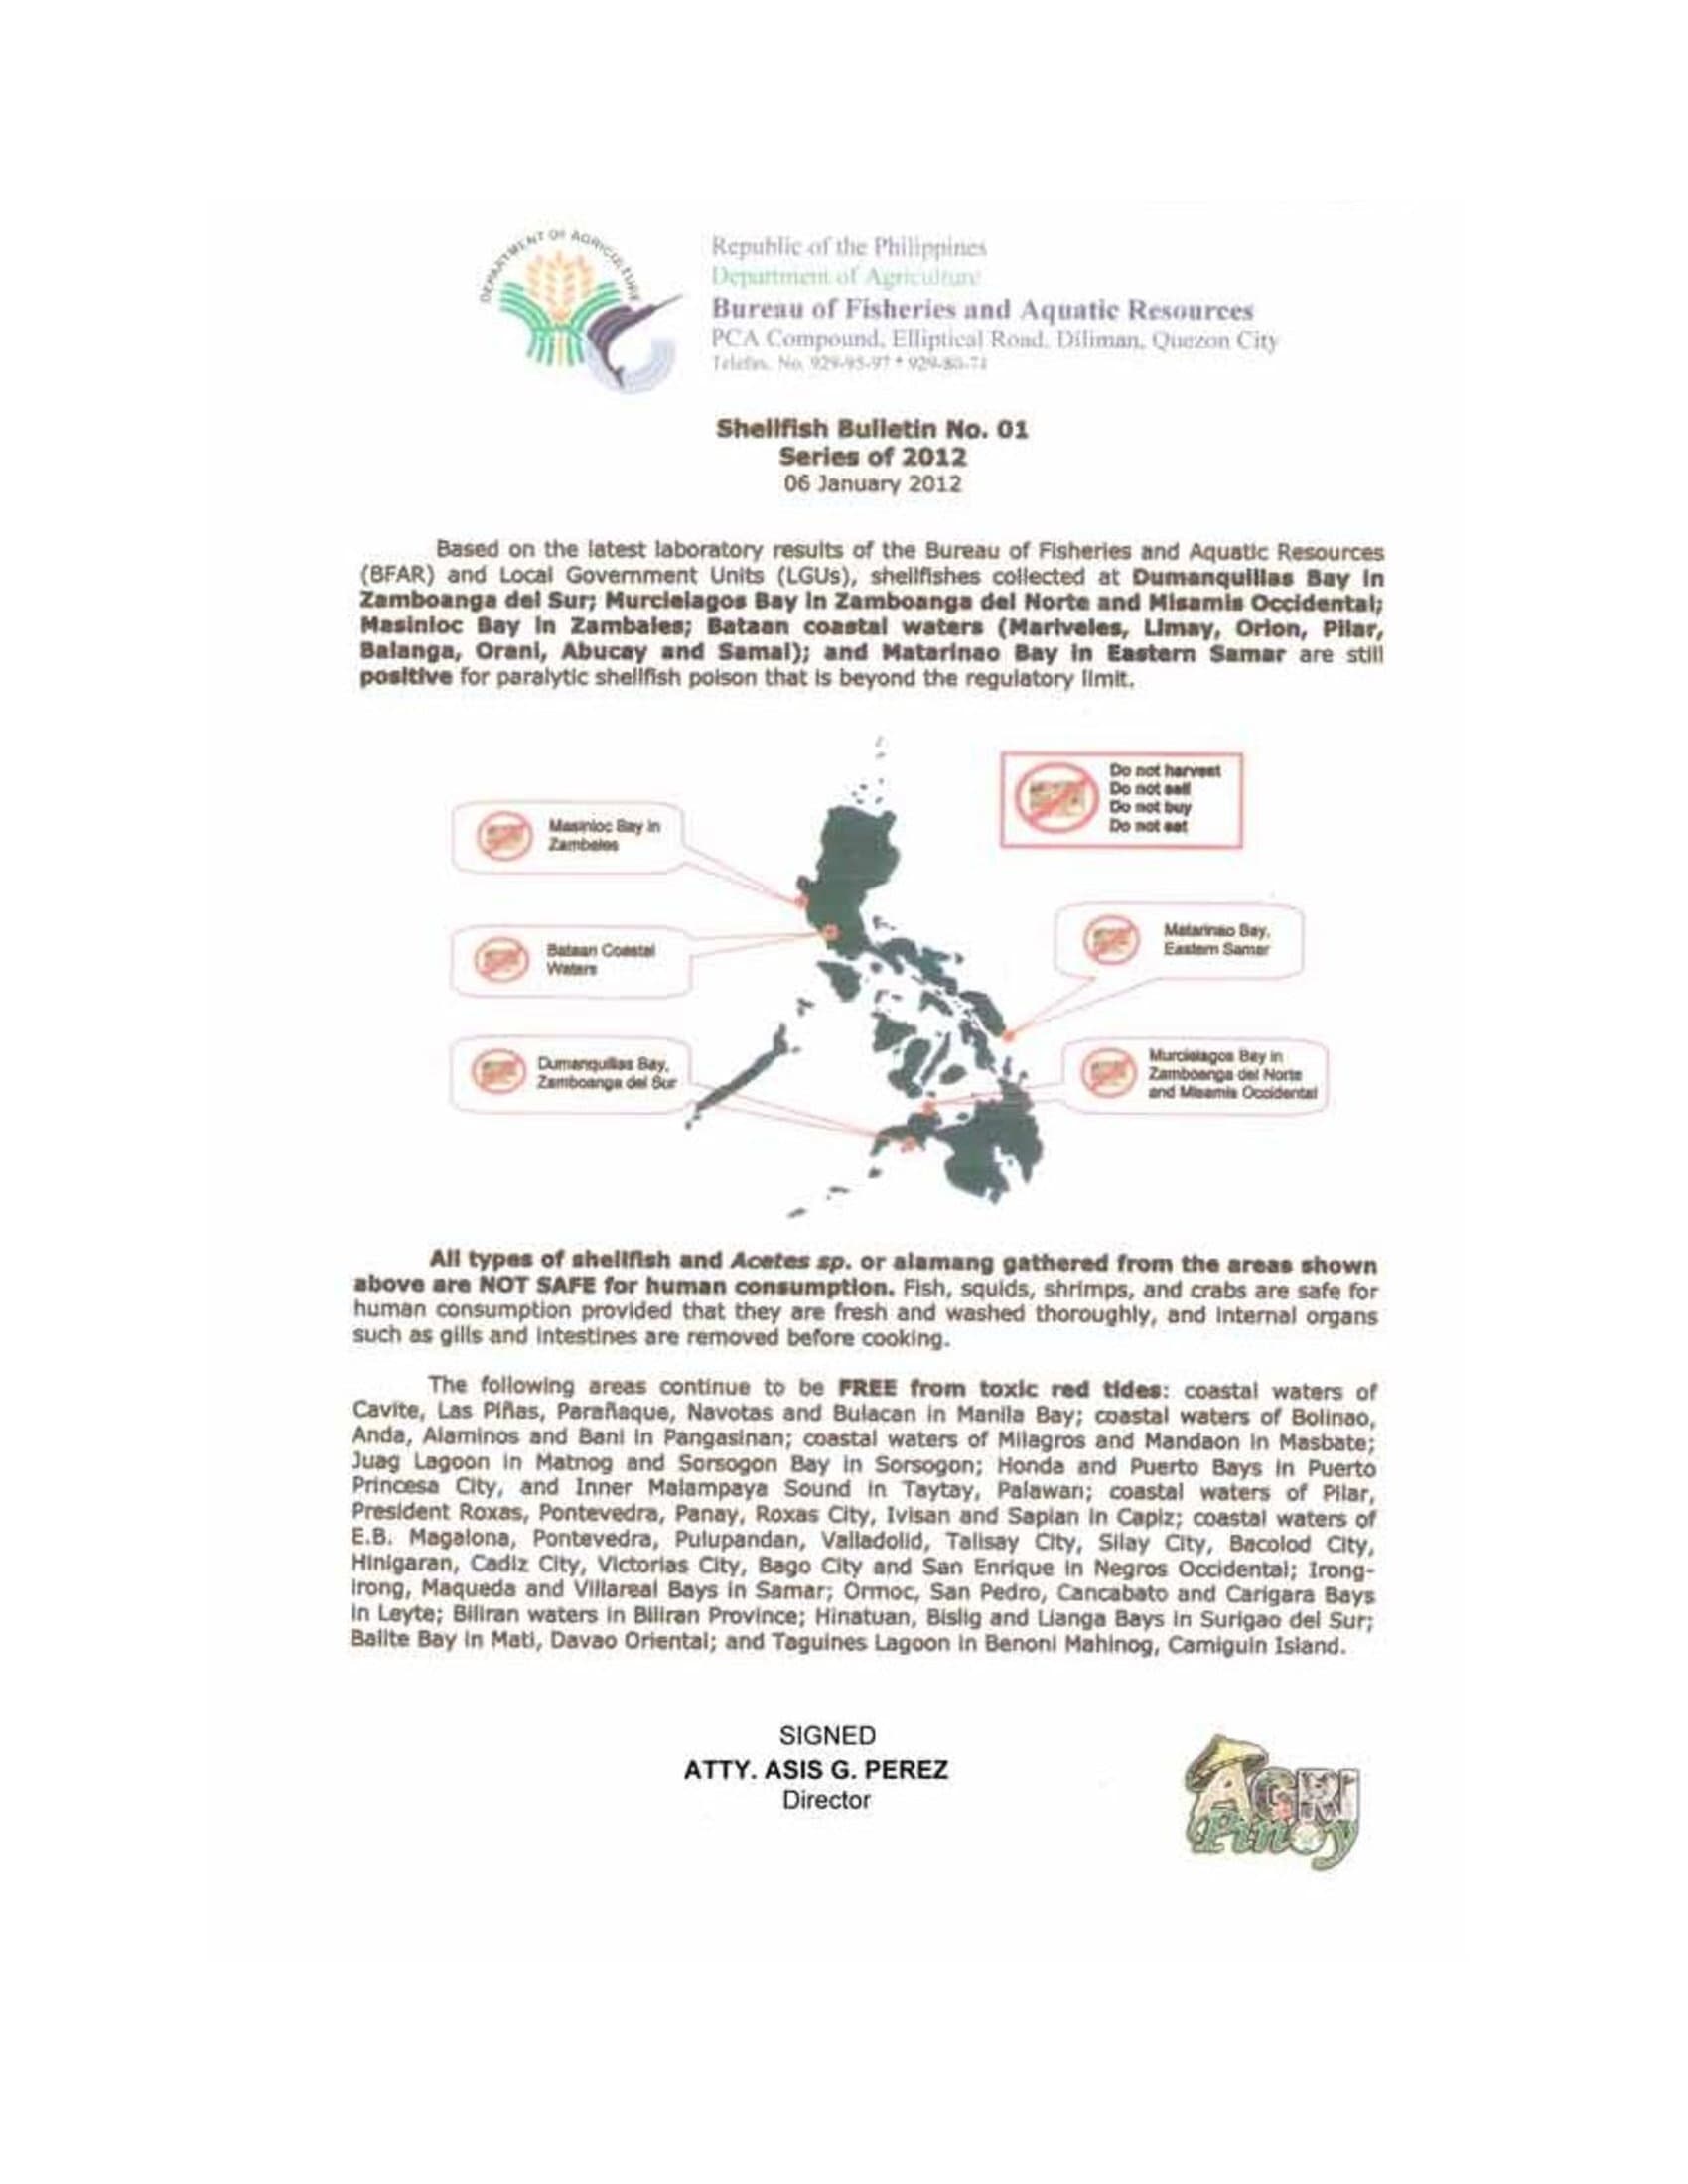 DEPARTMENT OF AGRICULTURE
Republic of the Philippines
Department of Agriculture
Bureau of Fisheries and Aquatic Resources
PCA Compound, Elliptical Road, Diliman, Quezon City
Telefax. No. 929-95-97 * 929-80-74
Shellfish Bulletin No. 01
Series of 2012
06 January 2012
Based on the latest laboratory results of the Bureau of Fisheries and Aquatic Resources
(BFAR) and Local Government Units (LGUs), shellfishes collected at Dumanquillas Bay in
Zamboanga del Sur; Murcielagos Bay in Zamboanga del Norte and Misamis Occidental;
Masinloc Bay in Zambales; Bataan coastal waters (Mariveles, Limay, Orion, Pilar,
Balanga, Orani, Abucay and Samal); and Matarinao Bay in Eastern Samar are still
positive for paralytic shellfish poison that is beyond the regulatory limit.
Do not harvest
Do not sell
Do not buy
Do not eat
Masinloc Bay in
Zambales
Matarinao Bay,
Eastern Samar
Bataan Coastal
Waters
Dumanquillas Bay,
Zamboanga del Sur
Murcielagos Bay in
Zamboanga del Norte
and Misamis Occidental
All types of shellfish and Acetes sp. or alamang gathered from the areas shown
above are NOT SAFE for human consumption. Fish, squids, shrimps, and crabs are safe for
human consumption provided that they are fresh and washed thoroughly, and internal organs
such as gills and intestines are removed before cooking.
The following areas continue to be FREE from toxic red tides: coastal waters of
Cavite, Las Piñas, Parañaque, Navotas and Bulacan in Manila Bay; coastal waters of Bolinao,
Anda, Alaminos and Bani in Pangasinan; coastal waters of Milagros and Mandaon in Masbate;
Juag Lagoon in Matnog and Sorsogon Bay in Sorsogon; Honda and Puerto Bays in Puerto
Princesa City, and Inner Malampaya Sound in Taytay, Palawan; coastal waters of Pilar,
President Roxas, Pontevedra, Panay, Roxas City, Ivisan and Sapian in Capiz; coastal waters of
E.B. Magalona, Pontevedra, Pulupandan, Valladolid, Talisay City, Silay City, Bacolod City,
Hinigaran, Cadiz City, Victorias City, Bago City and San Enrique in Negros Occidental; Irong-
irong, Maqueda and Villareal Bays in Samar; Ormoc, San Pedro, Cancabato and Carigara Bays
in Leyte; Biliran waters in Biliran Province; Hinatuan, Bislig and Lianga Bays in Surigao del Sur;
Balite Bay in Mati, Davao Oriental; and Taguines Lagoon in Benoni Mahinog, Camiguin Island.
SIGNED
ATTY. ASIS G. PEREZ
Director
AGRI
Pinoy